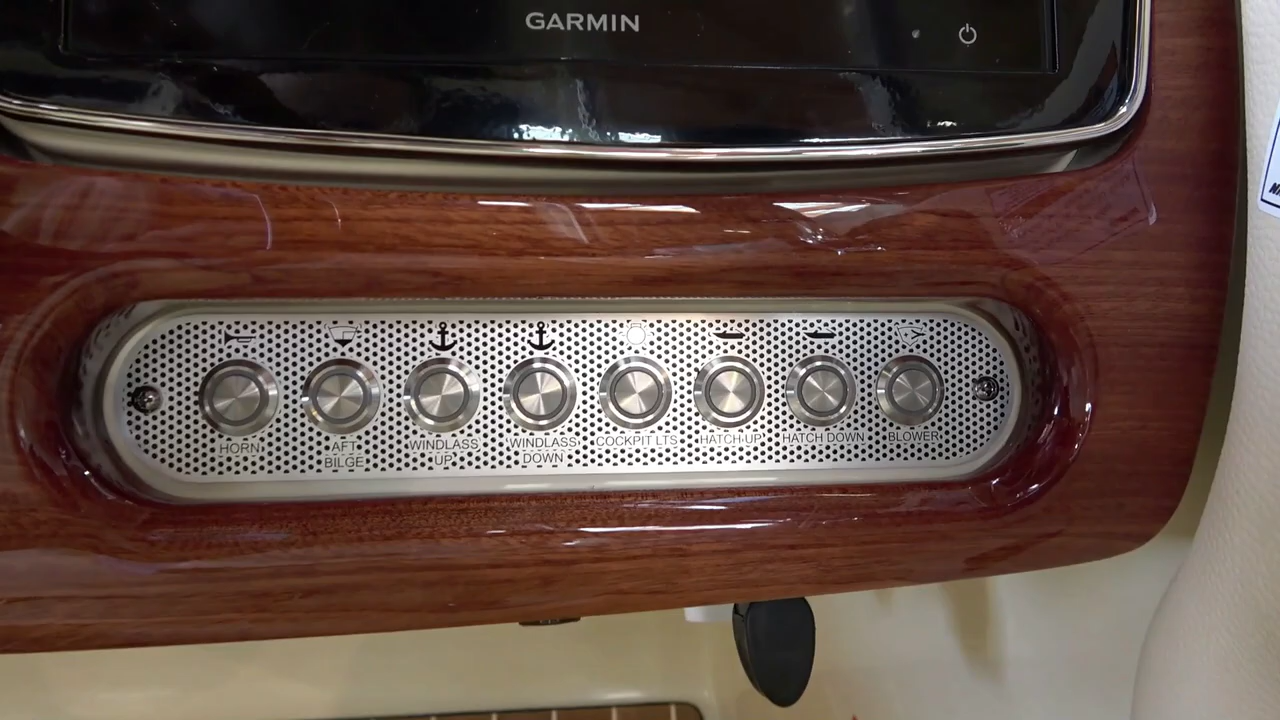 GARMIN
HORN
AFT
BILGE
WINDLASS
UP
WINDLASS
DOWN
COCKPIT LTS
HATCH UP
HATCH DOWN
BLOWER